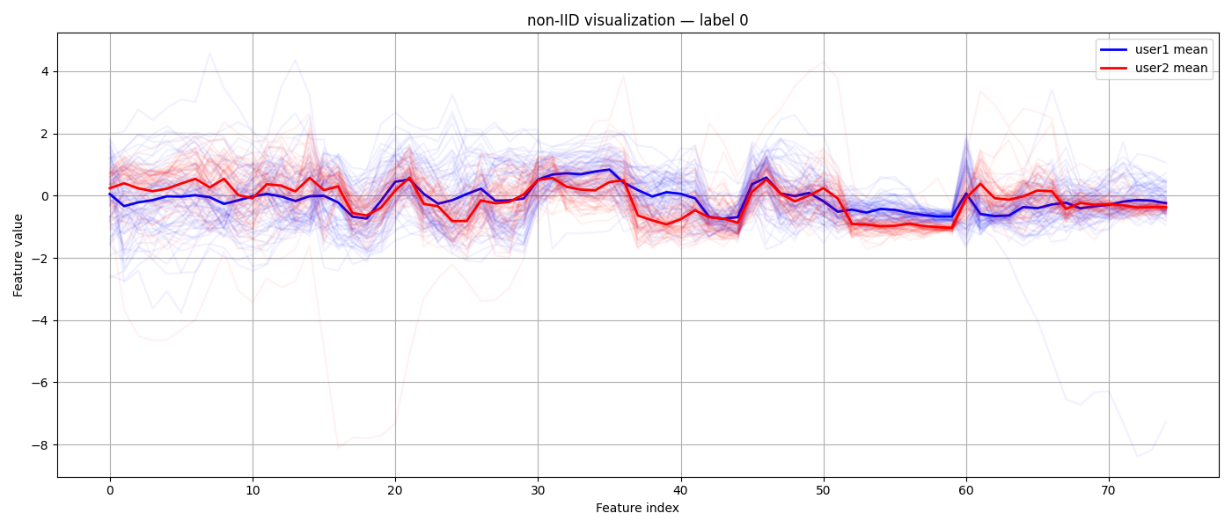 non-IID visualization — label 0
user1 mean
user2 mean
Feature value
4
2
0
−2
−4
−6
−8
0 10 20 30 40 50 60 70
Feature index